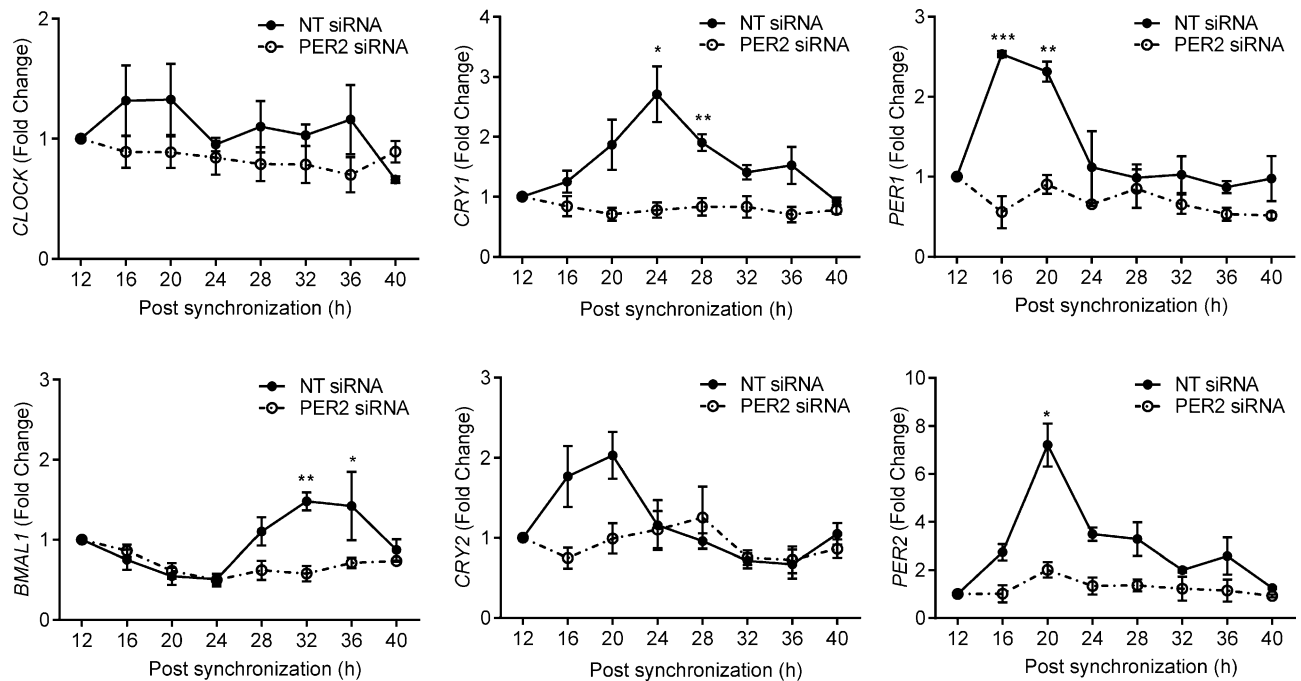 CLOCK (Fold Change)
2
1
0
NT siRNA
PER2 siRNA
12 16 20 24 28 32 36 40
Post synchronization (h)
CRY1 (Fold Change)
4
3
2
1
0
*
**
NT siRNA
PER2 siRNA
12 16 20 24 28 32 36 40
Post synchronization (h)
PER1 (Fold Change)
3
2
1
0
***
**
NT siRNA
PER2 siRNA
12 16 20 24 28 32 36 40
Post synchronization (h)
BMAL1 (Fold Change)
3
2
1
0
**
*
NT siRNA
PER2 siRNA
12 16 20 24 28 32 36 40
Post synchronization (h)
CRY2 (Fold Change)
3
2
1
0
NT siRNA
PER2 siRNA
12 16 20 24 28 32 36 40
Post synchronization (h)
PER2 (Fold Change)
10
8
6
4
2
0
*
NT siRNA
PER2 siRNA
12 16 20 24 28 32 36 40
Post synchronization (h)